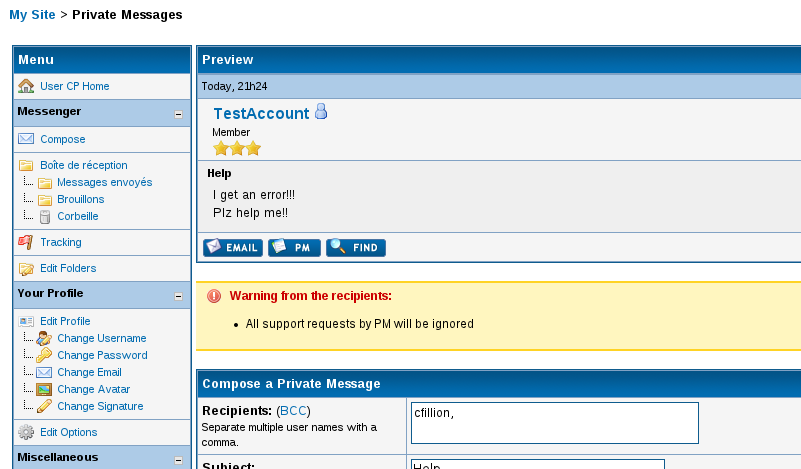 My Site > Private Messages
Menu
User CP Home
Messenger
Compose
Boîte de réception
Messages envoyés
Brouillons
Corbeille
Tracking
Edit Folders
Your Profile
Edit Profile
Change Username
Change Password
Change Email
Change Avatar
Change Signature
Edit Options
Miscellaneous
Preview
Today, 21h24
TestAccount
Member
Help
I get an error!!!
Plz help me!!
EMAIL PM FIND
Warning from the recipients:
All support requests by PM will be ignored
Compose a Private Message
Recipients: (BCC)
Separate multiple user names with a
comma.
cfillion,
Subject:
Help